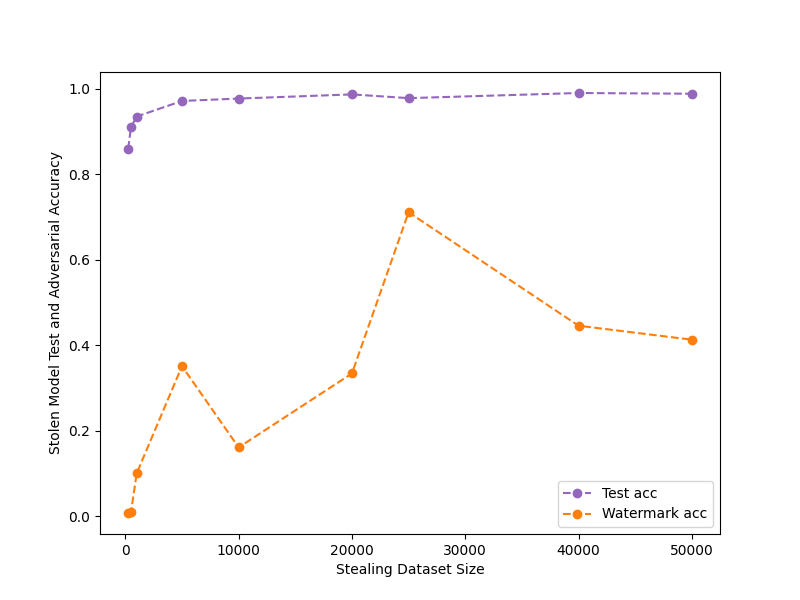 1.0
0.8
0.6
0.4
0.2
0.0
Stolen Model Test and Adversarial Accuracy
Test acc
Watermark acc
0 10000 20000 30000 40000 50000
Stealing Dataset Size